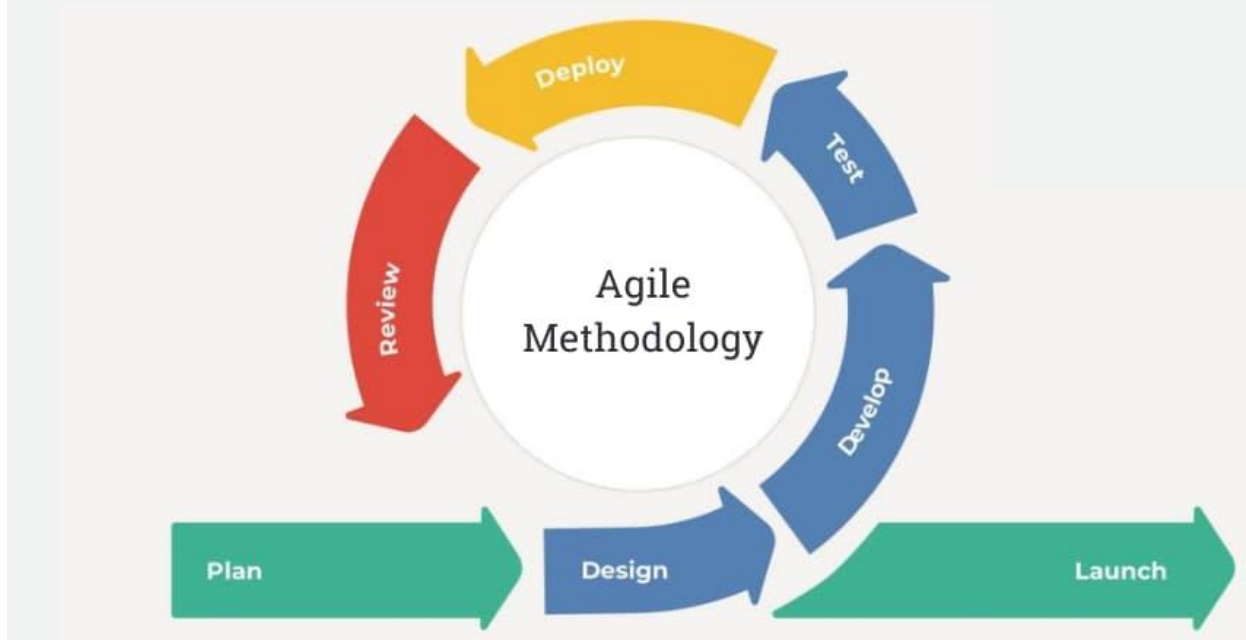 Deploy
Test
Review
Agile
Methodology
Develop
Plan
Design
Launch